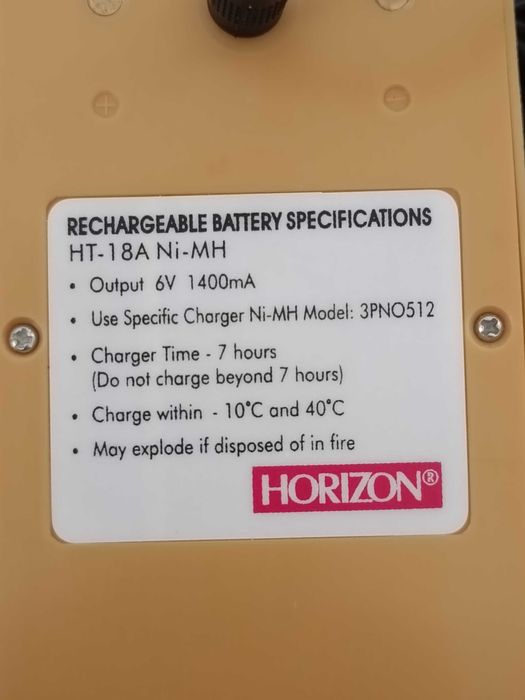 RECHARGEABLE BATTERY SPECIFICATIONS
HT-18A Ni-MH
• Output 6V 1400mA
• Use Specific Charger Ni-MH Model: 3PNO512
• Charger Time - 7 hours
(Do not charge beyond 7 hours)
• Charge within - 10°C and 40°C
• May explode if disposed of in fire
HORIZON®